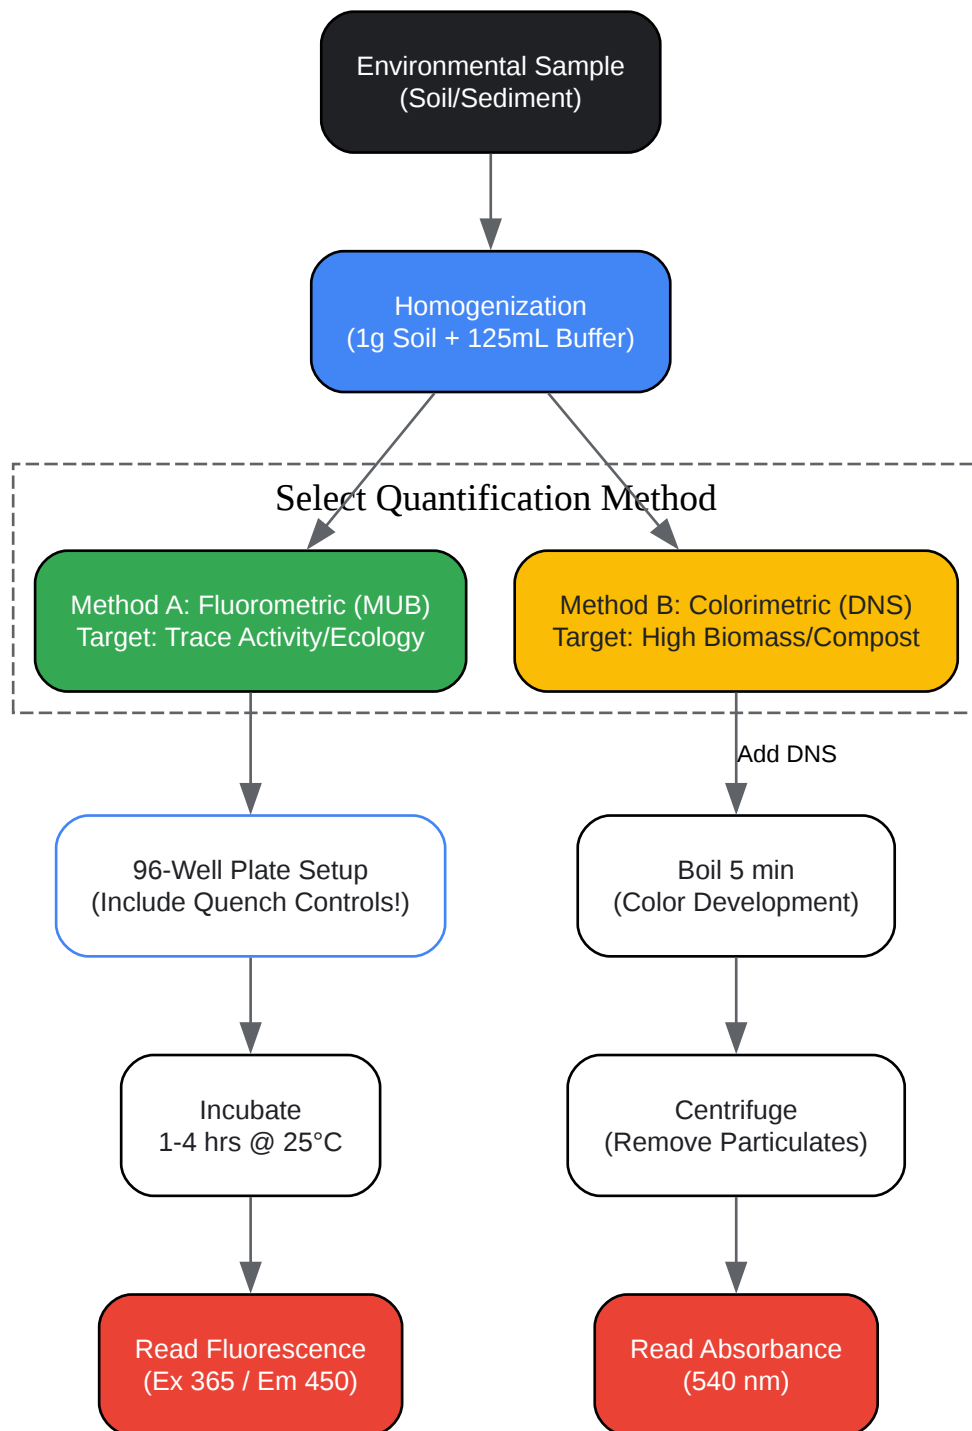 Environmental Sample
(Soil/Sediment)
Homogenization
(1g Soil + 125mL Buffer)
Select Quantification Method
Method A: Fluorometric (MUB)
Target: Trace Activity/Ecology
Method B: Colorimetric (DNS)
Target: High Biomass/Compost
Add DNS
96-Well Plate Setup
(Include Quench Controls!)
Boil 5 min
(Color Development)
Incubate
1-4 hrs @ 25°C
Centrifuge
(Remove Particulates)
Read Fluorescence
(Ex 365 / Em 450)
Read Absorbance
(540 nm)